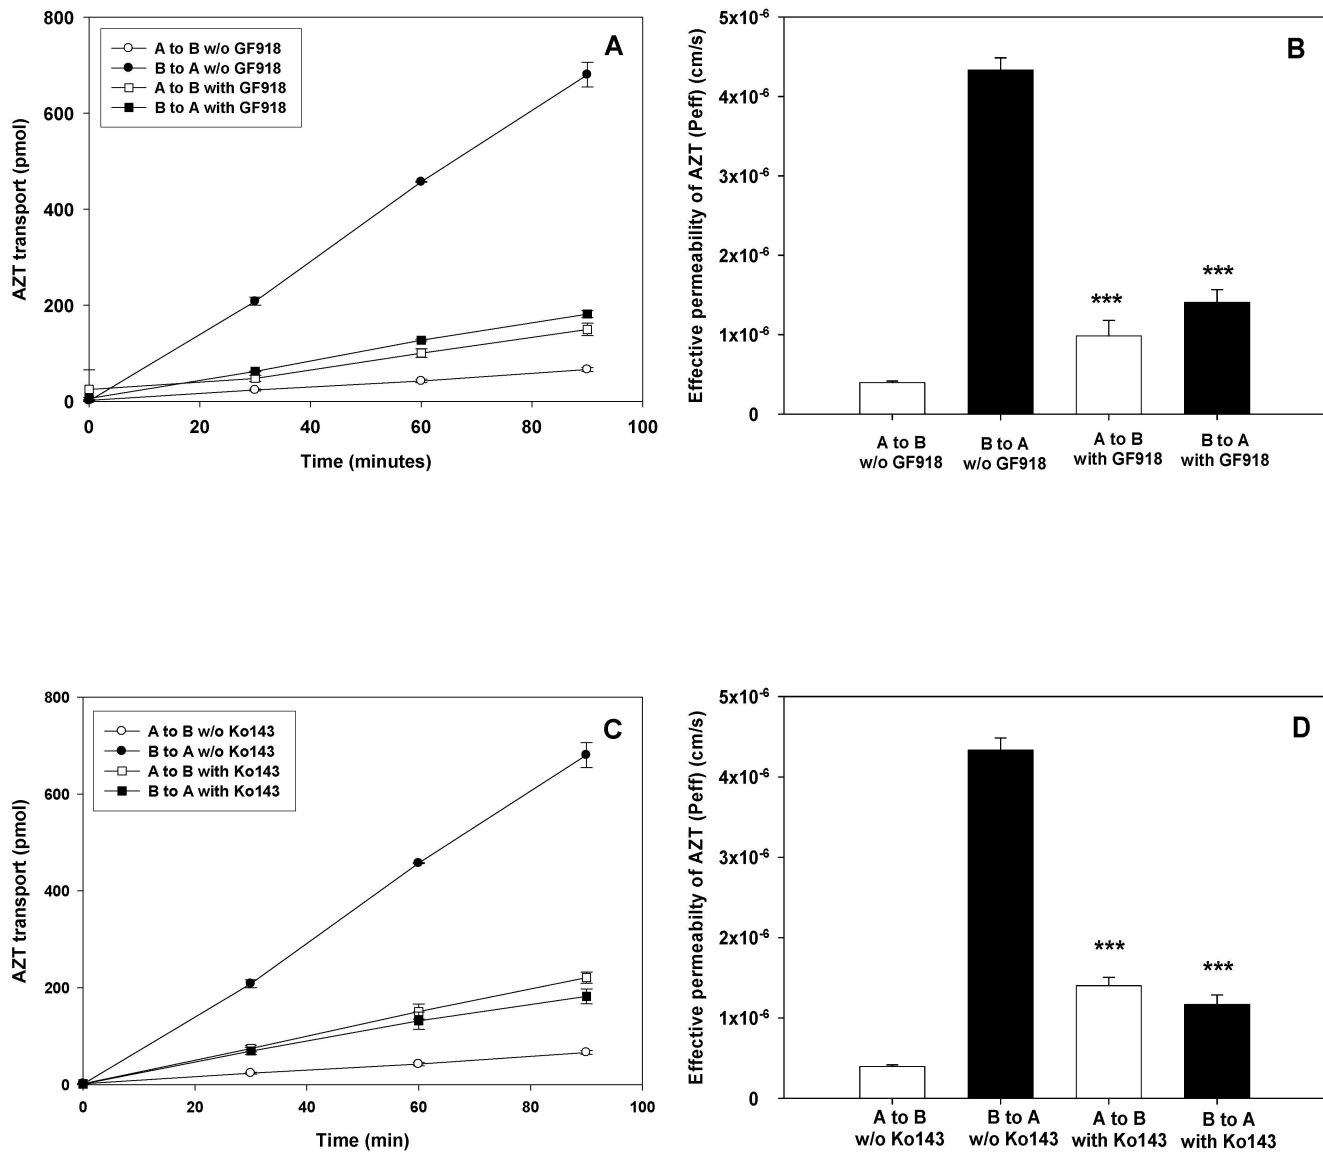 A
A to B w/o GF918
B to A w/o GF918
A to B with GF918
B to A with GF918
AZT transport (pmol)
800
600
400
200
0
0 20 40 60 80 100
Time (minutes)
B
Effective permeability of AZT (Peff) (cm/s)
5x10-6
4x10-6
3x10-6
2x10-6
1x10-6
0
***
***
A to B
w/o GF918
B to A
w/o GF918
A to B
with GF918
B to A
with GF918
C
A to B w/o Ko143
B to A w/o Ko143
A to B with Ko143
B to A with Ko143
AZT transport (pmol)
800
600
400
200
0
0 20 40 60 80 100
Time (min)
D
Effective permeabilty of AZT (Peff) (cm/s)
5x10-6
4x10-6
3x10-6
2x10-6
1x10-6
0
***
***
A to B
w/o Ko143
B to A
w/o Ko143
A to B
with Ko143
B to A
with Ko143